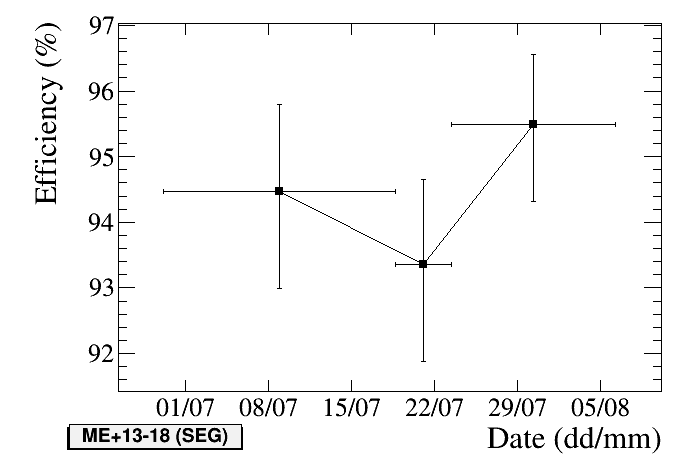 Efficiency (%)
97
96
95
94
93
92
01/07 08/07 15/07 22/07 29/07 05/08
Date (dd/mm)
ME+13-18 (SEG)